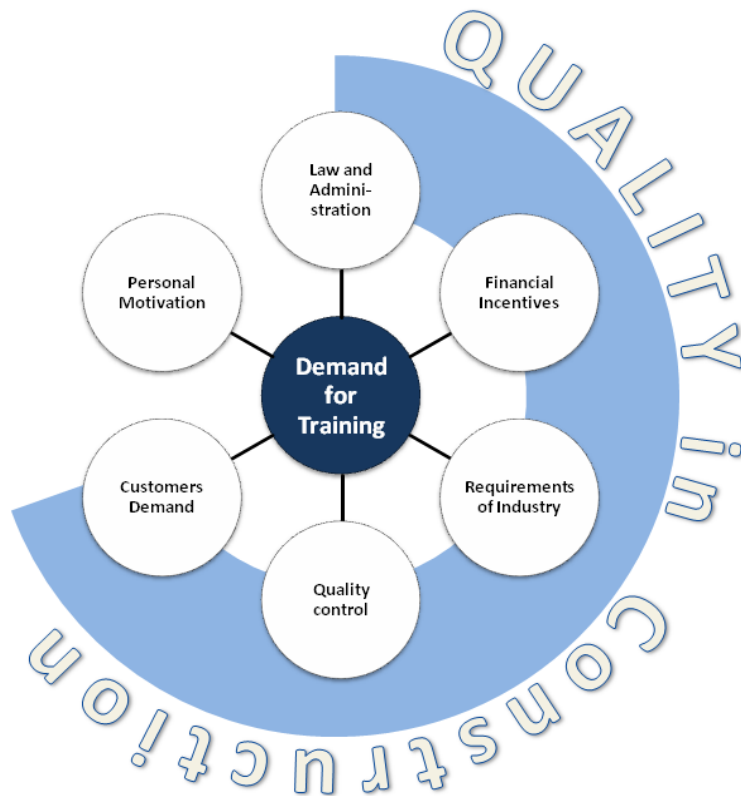 QUALITY in Construction
Law and
Admini-
stration
Financial
Incentives
Requirements
of Industry
Quality
control
Customers
Demand
Personal
Motivation
Demand
for
Training